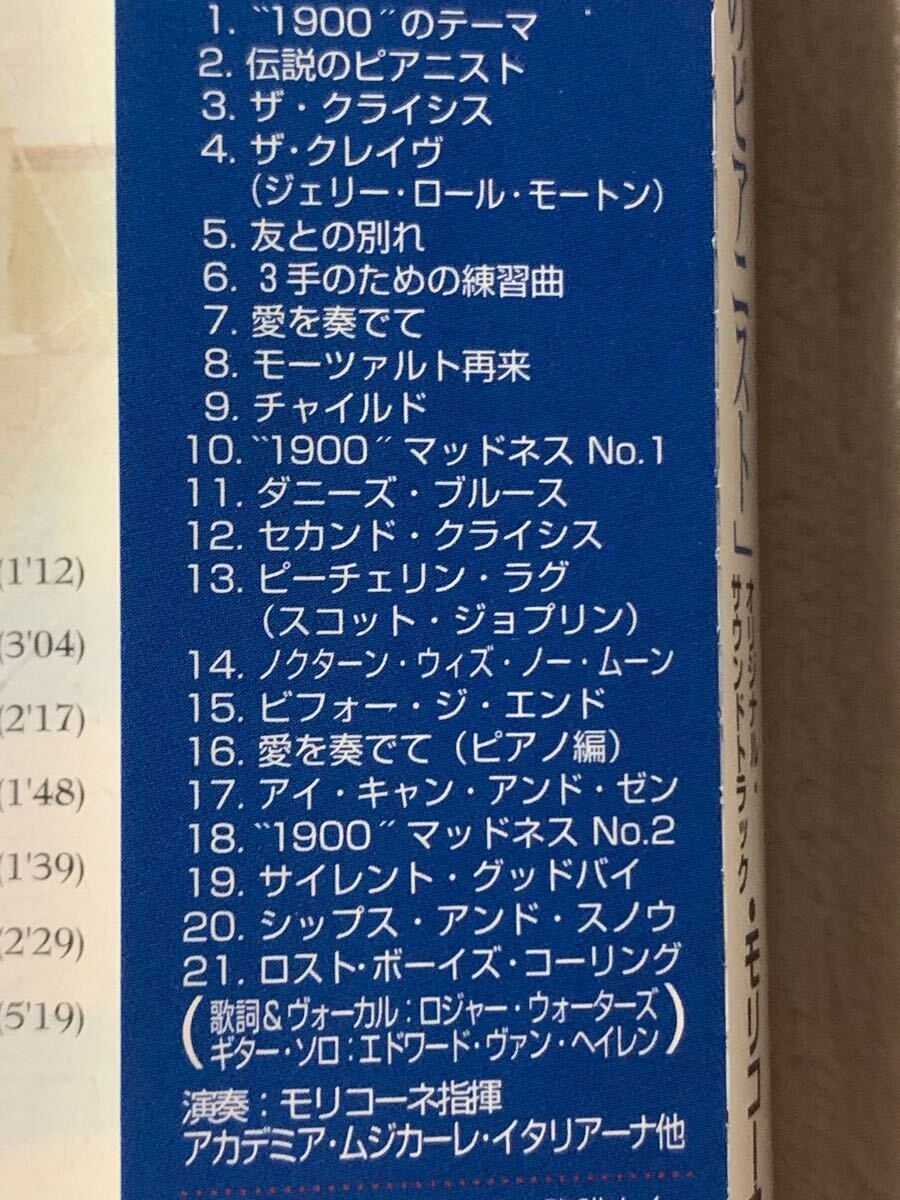 1. "1900" のテーマ
2. 伝説のピアニスト
3. ザ・クライシス
4. ザ・クレイヴ
(ジェリー・ロール・モートン)
5. 友との別れ
6. 3手のための練習曲
7. 愛を奏でて
8. モーツァルト再来
9. チャイルド
10. "1900" マッドネス No.1
11. ダニーズ・ブルース
12. セカンド・クライシス
13. ピーチェリン・ラグ
(スコット・ジョプリン)
14. ノクターン・ウィズ・ノー・ムーン
15. ビフォー・ジ・エンド
16. 愛を奏でて (ピアノ編)
17. アイ・キャン・アンド・ゼン
18. "1900" マッドネス No.2
19. サイレント・グッドバイ
20. シップス・アンド・スノウ
21. ロスト・ボーイズ・コーリング
(歌詞&ヴォーカル:ロジャー・ウォーターズ
ギター・ソロ:エドワード・ヴァン・ヘイレン)
演奏:モリコーネ指揮
アカデミア・ムジカーレ・イタリアーナ他
(1'12)
(3'04)
(2'17)
(1'48)
(1'39)
(2'29)
(5'19)
のピアニスト」
オリジナル・
サウンドトラック・モリコー